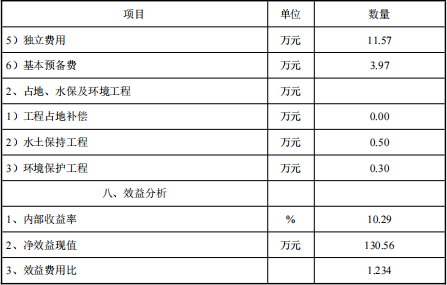 项目 单位 数量
5）独立费用 万元 11.57
6）基本预备费 万元 3.97
2、占地、水保及环境工程 万元
1）工程占地补偿 万元 0.00
2）水土保持工程 万元 0.50
3）环境保护工程 万元 0.30
八、效益分析
1、内部收益率 % 10.29
2、净效益现值 万元 130.56
3、效益费用比 1.234